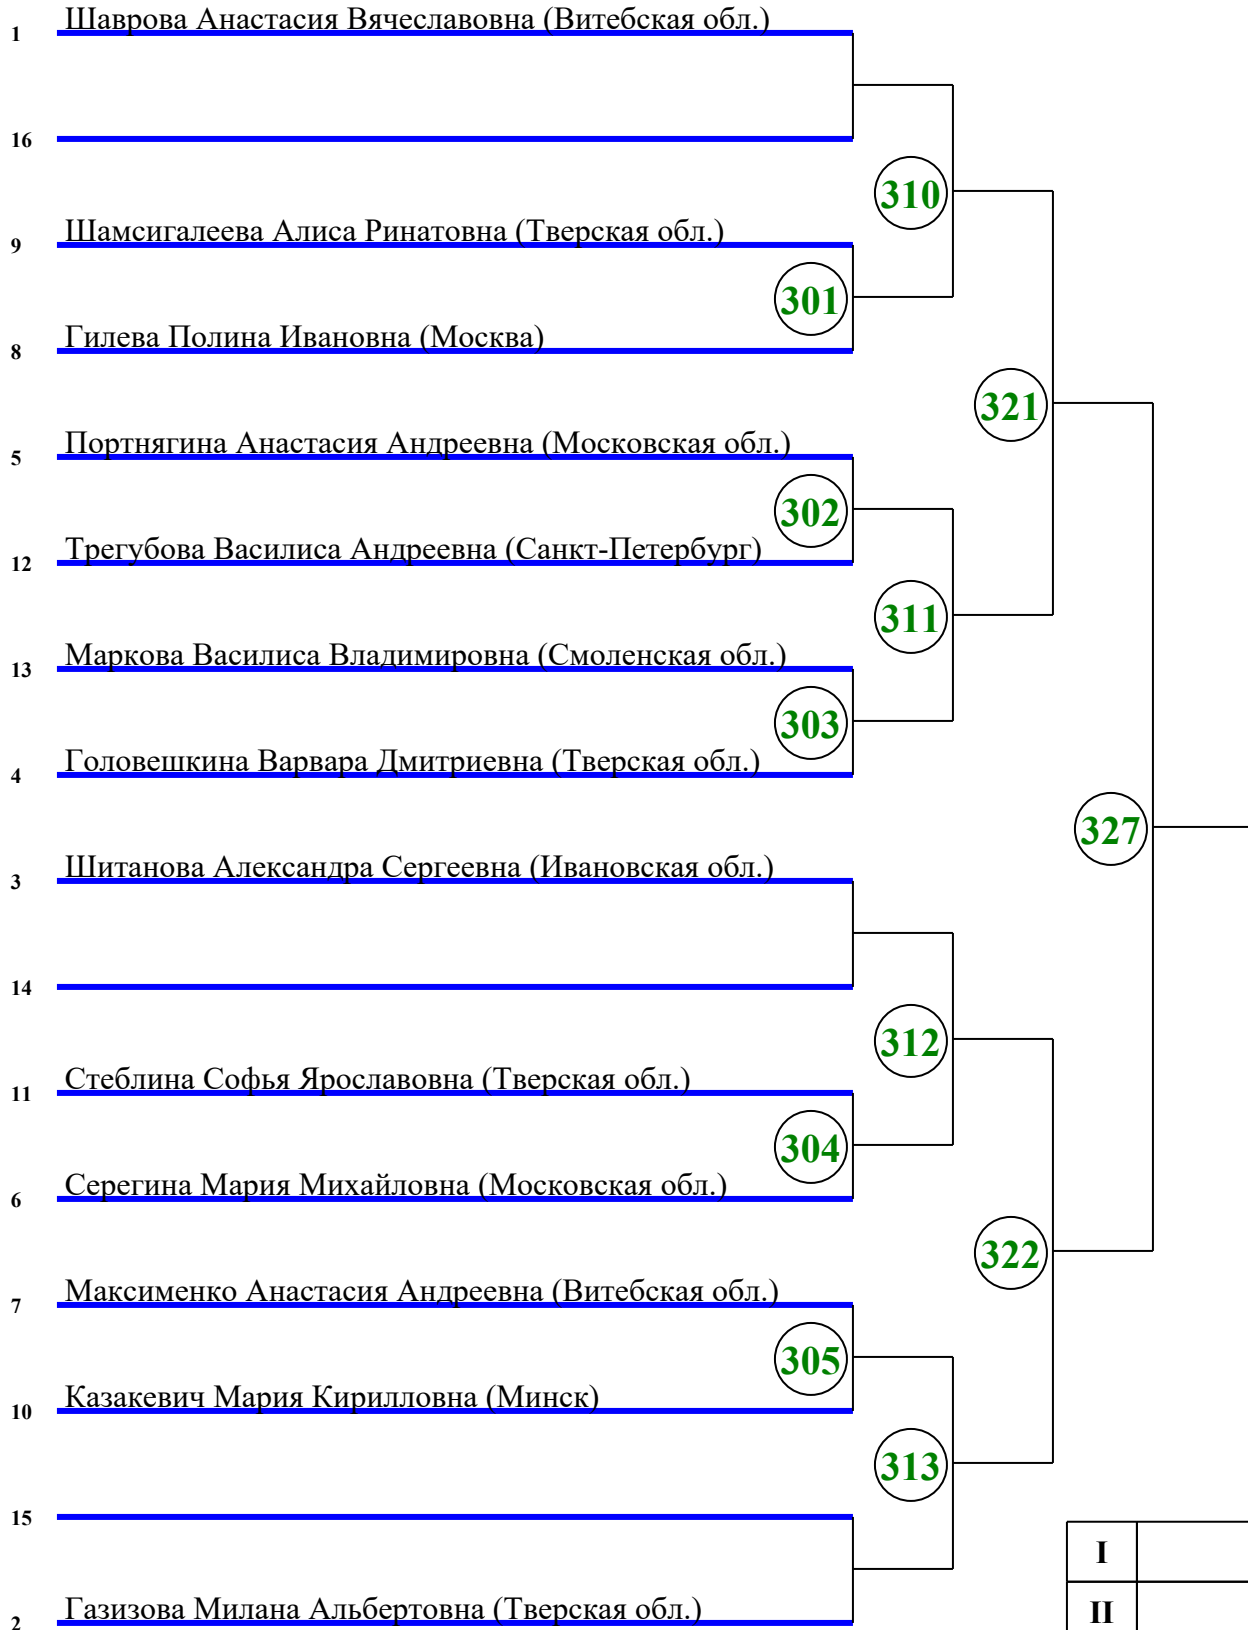 1 Шаврова Анастасия Вячеславовна (Витебская обл.)
16
310
9 Шамсигалеева Алиса Ринатовна (Тверская обл.)
301
8 Гилева Полина Ивановна (Москва)
321
5 Портнягина Анастасия Андреевна (Московская обл.)
302
12 Трегубова Василиса Андреевна (Санкт-Петербург)
311
13 Маркова Василиса Владимировна (Смоленская обл.)
303
4 Головешкина Варвара Дмитриевна (Тверская обл.)
327
3 Шитанова Александра Сергеевна (Ивановская обл.)
14
312
11 Стеблина Софья Ярославовна (Тверская обл.)
304
6 Серегина Мария Михайловна (Московская обл.)
322
7 Максименко Анастасия Андреевна (Витебская обл.)
305
10 Казакевич Мария Кирилловна (Минск)
313
15
I
2 Газизова Милана Альбертовна (Тверская обл.)
II